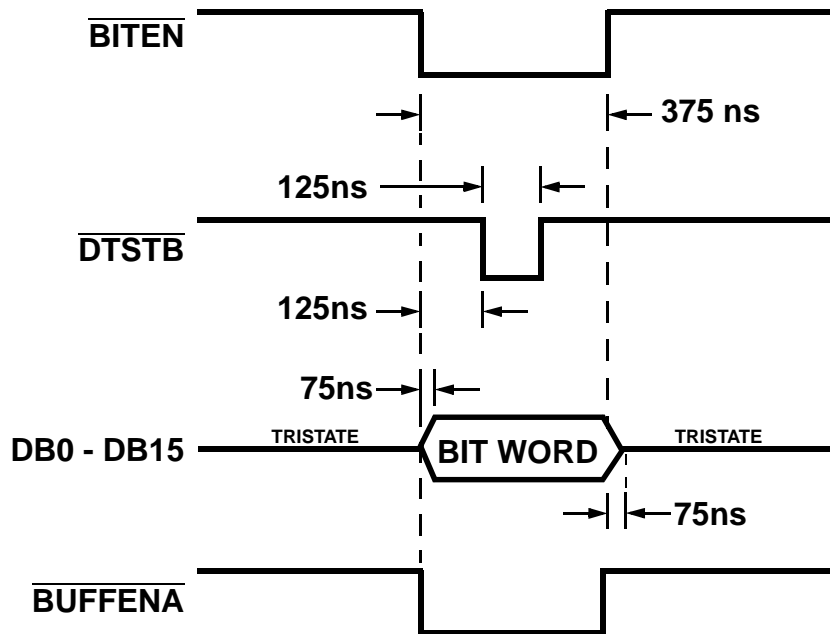 BITEN
375 ns
125ns
DTSTB
125ns
75ns
DB0 - DB15 TRISTATE BIT WORD TRISTATE
75ns
BUFFENA